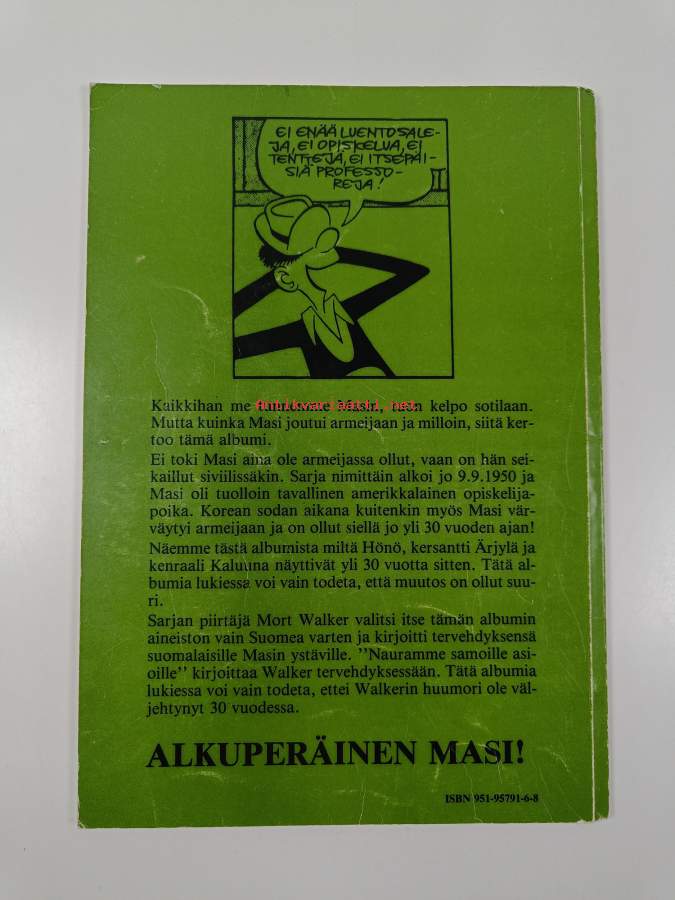 EI ENÄÄ LUENTOSALE-
JA, EI OPISKELUA, EI
TENTTEJÄ, EI ITSEPÄI-
SIÄ PROFESSO-
REJA!
Kaikkihan me tunnemme Masin, tuon kelpo sotilaan.
Antikvariaatti.net
Mutta kuinka Masi joutui armeijaan ja milloin, siitä ker-
too tämä albumi.
Ei toki Masi aina ole armeijassa ollut, vaan on hän sei-
kaillut siviilissäkin. Sarja nimittäin alkoi jo 9.9.1950 ja
Masi oli tuolloin tavallinen amerikkalainen opiskelija-
poika. Korean sodan aikana kuitenkin myös Masi vär-
väytyi armeijaan ja on ollut siellä jo yli 30 vuoden ajan!
Näemme tästä albumista miltä Hönö, kersantti Ärjylä ja
kenraali Kaluuna näyttivät yli 30 vuotta sitten. Tätä al-
bumia lukiessa voi vain todeta, että muutos on ollut suu-
ri.
Sarjan piirtäjä Mort Walker valitsi itse tämän albumin
aineiston vain Suomea varten ja kirjoitti tervehdyksensä
suomalaisille Masin ystäville. ”Nauramme samoille asi-
oille” kirjoittaa Walker tervehdyksessään. Tätä albumia
lukiessa voi vain todeta, ettei Walkerin huumori ole väl-
jehtynyt 30 vuodessa.
ALKUPERÄINEN MASI!
ISBN 951-95791-6-8